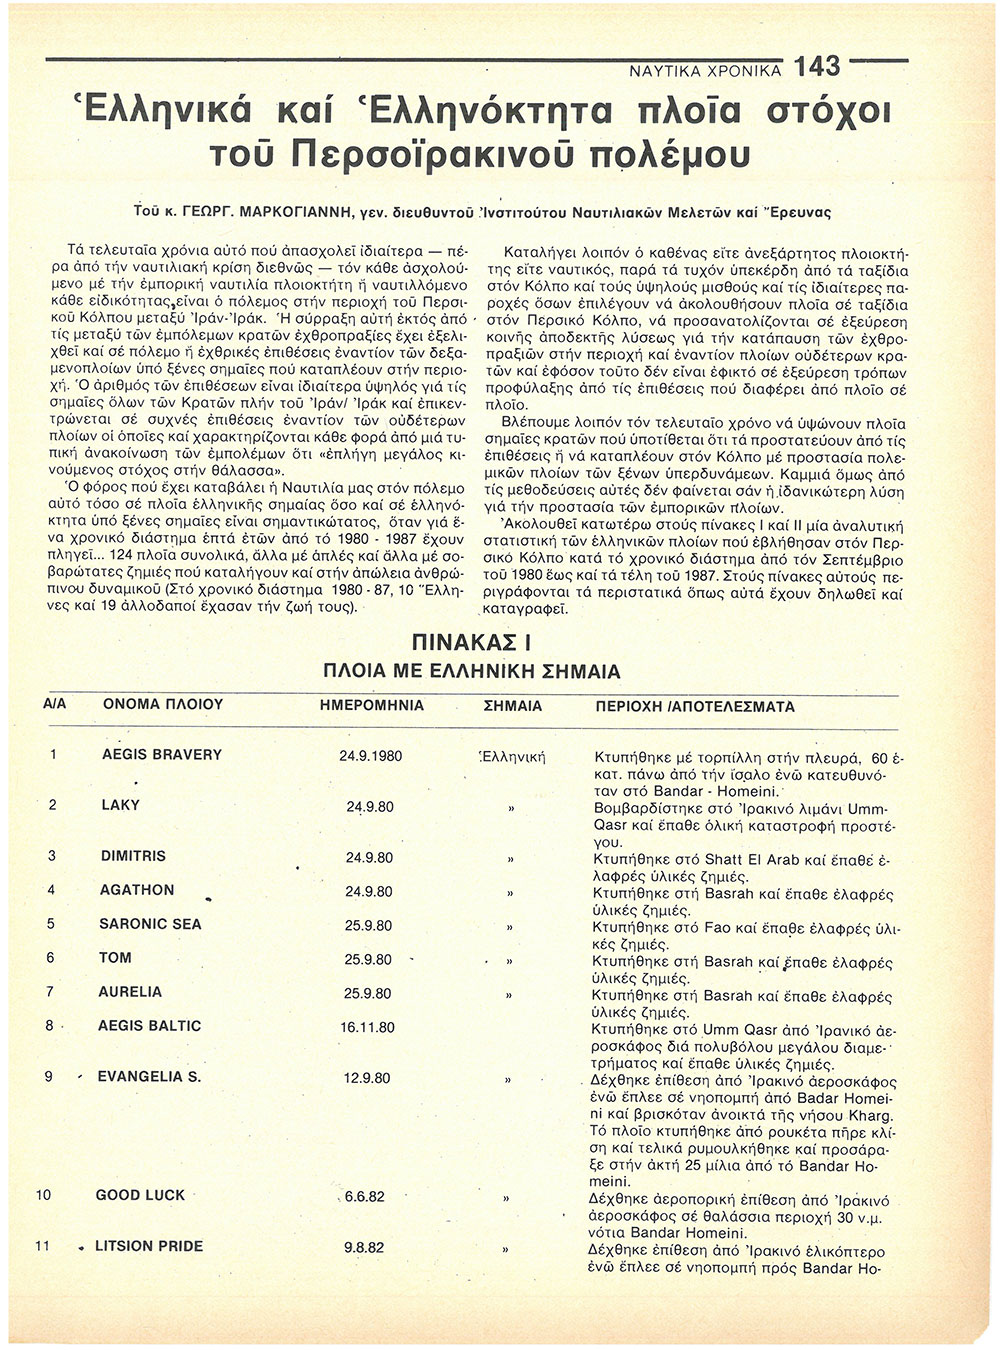 ΝΑΥΤΙΚΑ ΧΡΟΝΙΚΑ 143
Ἑλληνικά καί Ἑλληνόκτητα πλοῖα στόχοι
τοῦ Περσοϊρακινοῦ πολέμου
Τοῦ κ. ΓΕΩΡΓ. ΜΑΡΚΟΓΙΑΝΝΗ, γεν. διευθυντοῦ Ἰνστιτούτου Ναυτιλιακῶν Μελετῶν καί Ἔρευνας
Τά τελευταῖα χρόνια αὐτό πού ἀπασχολεῖ ἰδιαίτερα — πέ-
ρα ἀπό τήν ναυτιλιακή κρίση διεθνῶς — τόν κάθε ἀσχολού-
μενο μέ τήν ἐμπορική ναυτιλία πλοιοκτήτη ἤ ναυτιλλόμενο
κάθε εἰδικότητας, εἶναι ὁ πόλεμος στήν περιοχή τοῦ Περσι-
κοῦ Κόλπου μεταξύ Ἰράν-Ἰράκ. Ἡ σύρραξη αὐτή ἐκτός ἀπό
τίς μεταξύ τῶν ἐμπόλεμων κρατῶν ἐχθροπραξίες ἔχει ἐξελι-
χθεῖ καί σέ πόλεμο ἤ ἐχθρικές ἐπιθέσεις ἐναντίον τῶν δεξα-
μενοπλοίων ὑπό ξένες σημαῖες πού καταπλέουν στήν περιο-
χή. Ὁ ἀριθμός τῶν ἐπιθέσεων εἶναι ἰδιαίτερα ὑψηλός γιά τίς
σημαῖες ὅλων τῶν Κρατῶν πλήν τοῦ Ἰράν/ Ἰράκ καί ἐπικεν-
τρώνεται σέ συχνές ἐπιθέσεις ἐναντίον τῶν οὐδέτερων
πλοίων οἱ ὁποῖες καί χαρακτηρίζονται κάθε φορά ἀπό μιά τυ-
πική ἀνακοίνωση τῶν ἐμπολέμων ὅτι «ἐπλήγη μεγάλος κι-
νούμενος στόχος στήν θάλασσα».
Ὁ φόρος πού ἔχει καταβάλει ἡ Ναυτιλία μας στόν πόλεμο
αὐτό τόσο σέ πλοῖα ἑλληνικῆς σημαίας ὅσο καί σέ ἑλληνό-
κτητα ὑπό ξένες σημαῖες εἶναι σημαντικώτατος, ὅταν γιά ἕ-
να χρονικό διάστημα ἑπτά ἐτῶν ἀπό τό 1980 - 1987 ἔχουν
πληγεῖ... 124 πλοῖα συνολικά, ἄλλα μέ ἁπλές καί ἄλλα μέ σο-
βαρώτατες ζημιές πού καταλήγουν καί στήν ἀπώλεια ἀνθρώ-
πινου δυναμικοῦ (Στό χρονικό διάστημα 1980 - 87, 10 Ἕλλη-
νες καί 19 ἀλλοδαποί ἔχασαν τήν ζωή τους).
Καταλήγει λοιπόν ὁ καθένας εἴτε ἀνεξάρτητος πλοιοκτή-
της εἴτε ναυτικός, παρά τά τυχόν ὑπεκέρδη ἀπό τά ταξίδια
στόν Κόλπο καί τούς ὑψηλούς μισθούς καί τίς ἰδιαίτερες πα-
ροχές ὅσων ἐπιλέγουν νά ἀκολουθήσουν πλοῖα σέ ταξίδια
στόν Περσικό Κόλπο, νά προσανατολίζονται σέ ἐξεύρεση
κοινῆς ἀποδεκτῆς λύσεως γιά τήν κατάπαυση τῶν ἐχθρο-
πραξιῶν στήν περιοχή καί ἐναντίον πλοίων οὐδέτερων κρα-
τῶν καί ἐφόσον τοῦτο δέν εἶναι ἐφικτό σέ ἐξεύρεση τρόπων
προφύλαξης ἀπό τίς ἐπιθέσεις πού διαφέρει ἀπό πλοῖο σέ
πλοῖο.
Βλέπουμε λοιπόν τόν τελευταῖο χρόνο νά ὑψώνουν πλοῖα
σημαῖες κρατῶν πού ὑποτίθεται ὅτι τά προστατεύουν ἀπό τίς
ἐπιθέσεις ἤ νά καταπλέουν στόν Κόλπο μέ προστασία πολε-
μικῶν πλοίων τῶν ξένων ὑπερδυνάμεων. Καμμιά ὅμως ἀπό
τίς μεθοδεύσεις αὐτές δέν φαίνεται σάν ἡ ἰδανικώτερη λύση
γιά τήν προστασία τῶν ἐμπορικῶν πλοίων.
Ἀκολουθεῖ κατωτέρω στούς πίνακες Ι καί ΙΙ μία ἀναλυτική
στατιστική τῶν ἑλληνικῶν πλοίων πού ἐβλήθησαν στόν Περ-
σικό Κόλπο κατά τό χρονικό διάστημα ἀπό τόν Σεπτέμβριο
τοῦ 1980 ἕως καί τά τέλη τοῦ 1987. Στούς πίνακες αὐτούς πε-
ριγράφονται τά περιστατικά ὅπως αὐτά ἔχουν δηλωθεῖ καί
καταγραφεῖ.
ΠΙΝΑΚΑΣ Ι
ΠΛΟΙΑ ΜΕ ΕΛΛΗΝΙΚΗ ΣΗΜΑΙΑ
Α/Α ΟΝΟΜΑ ΠΛΟΙΟΥ ΗΜΕΡΟΜΗΝΙΑ ΣΗΜΑΙΑ ΠΕΡΙΟΧΗ /ΑΠΟΤΕΛΕΣΜΑΤΑ
1 AEGIS BRAVERY 24.9.1980 Ἑλληνική Κτυπήθηκε μέ τορπίλλη στήν πλευρά, 60 ἑ-
κατ. πάνω ἀπό τήν ἴσαλο ἐνῶ κατευθυνό-
ταν στό Bandar - Homeini.
2 LAKY 24.9.80 » Βομβαρδίστηκε στό Ἰρακινό λιμάνι Umm-
Qasr καί ἔπαθε ὁλική καταστροφή προστέ-
γου.
3 DIMITRIS 24.9.80 » Κτυπήθηκε στό Shatt El Arab καί ἔπαθε ἐ-
λαφρές ὑλικές ζημιές.
4 AGATHON 24.9.80 » Κτυπήθηκε στή Basrah καί ἔπαθε ἐλαφρές
ὑλικές ζημιές.
5 SARONIC SEA 25.9.80 » Κτυπήθηκε στό Fao καί ἔπαθε ἐλαφρές ὑλι-
κές ζημιές.
6 TOM 25.9.80 » Κτυπήθηκε στή Basrah καί ἔπαθε ἐλαφρές
ὑλικές ζημιές.
7 AURELIA 25.9.80 » Κτυπήθηκε στή Basrah καί ἔπαθε ἐλαφρές
ὑλικές ζημιές.
8 AEGIS BALTIC 16.11.80 Κτυπήθηκε στό Umm Qasr ἀπό Ἰρανικό ἀε-
ροσκάφος διά πολυβόλου μεγάλου διαμε-
τρήματος καί ἔπαθε ὑλικές ζημιές.
9 EVANGELIA S. 12.9.80 » Δέχθηκε ἐπίθεση ἀπό Ἰρακινό ἀεροσκάφος
ἐνῶ ἔπλεε σέ νηοπομπή ἀπό Badar Homei-
ni καί βρισκόταν ἀνοικτά τῆς νήσου Kharg.
Τό πλοῖο κτυπήθηκε ἀπό ρουκέτα πῆρε κλί-
ση καί τελικά ρυμουλκήθηκε καί προσάρα-
ξε στήν ἀκτή 25 μίλια ἀπό τό Bandar Ho-
meini.
10 GOOD LUCK 6.6.82 » Δέχθηκε ἀεροπορική ἐπίθεση ἀπό Ἰρακινό
ἀεροσκάφος σέ θαλάσσια περιοχή 30 ν.μ.
νότια Bandar Homeini.
11 LITSION PRIDE 9.8.82 » Δέχθηκε ἐπίθεση ἀπό Ἰρακινό ἑλικόπτερο
ἐνῶ ἔπλεε σέ νηοπομπή πρός Bandar Ho-